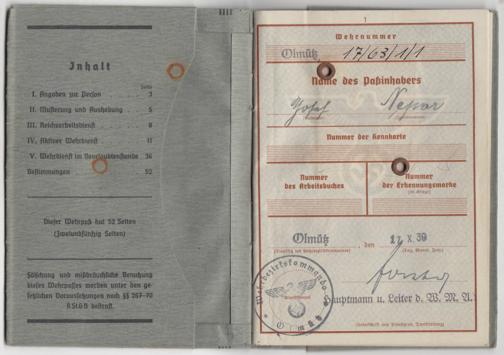 Inhalt
Seite
I. Angaben zur Person . . . . 3
II. Musterung und Aushebung . . 5
III. Reichsarbeitsdienst . . . . 8
IV. Aktiver Wehrdienst . . . . 11
V. Wehrdienst im Beurlaubtenstande 36
Bestimmungen . . . . 52
Dieser Wehrpaß hat 52 Seiten
(Zweiundfünfzig Seiten)
Fälschung und mißbräuchliche Benutzung
dieses Wehrpasses werden unter den ge-
setzlichen Voraussetzungen nach §§ 267-70
RStGB bestraft.
1
Wehrnummer
Olmütz 17/63/1/1
Name des Paßinhabers
Josef
Nummer der Kennkarte
Nummer
des Arbeitsbuches
Nummer
der Erkennungsmarke
Olmütz, den 17. X. 39
Wehrbezirkskommando
Olmütz
Hauptmann u. Leiter d. W.M.A.